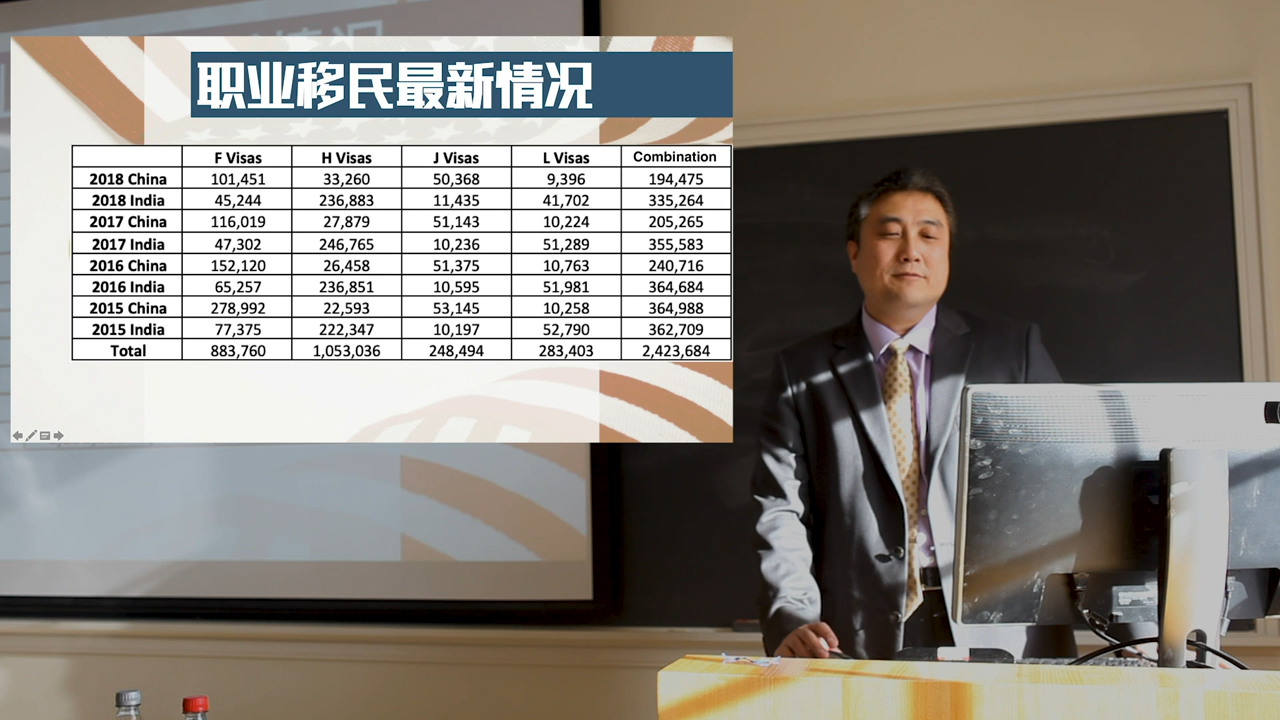 职业移民最新情况
F Visas H Visas J Visas L Visas Combination
2018 China 101,451 33,260 50,368 9,396 194,475
2018 India 45,244 236,883 11,435 41,702 335,264
2017 China 116,019 27,879 51,143 10,224 205,265
2017 India 47,302 246,765 10,236 51,289 355,583
2016 China 152,120 26,458 51,375 10,763 240,716
2016 India 65,257 236,851 10,595 51,981 364,684
2015 China 278,992 22,593 53,145 10,258 364,988
2015 India 77,375 222,347 10,197 52,790 362,709
Total 883,760 1,053,036 248,494 283,403 2,423,684